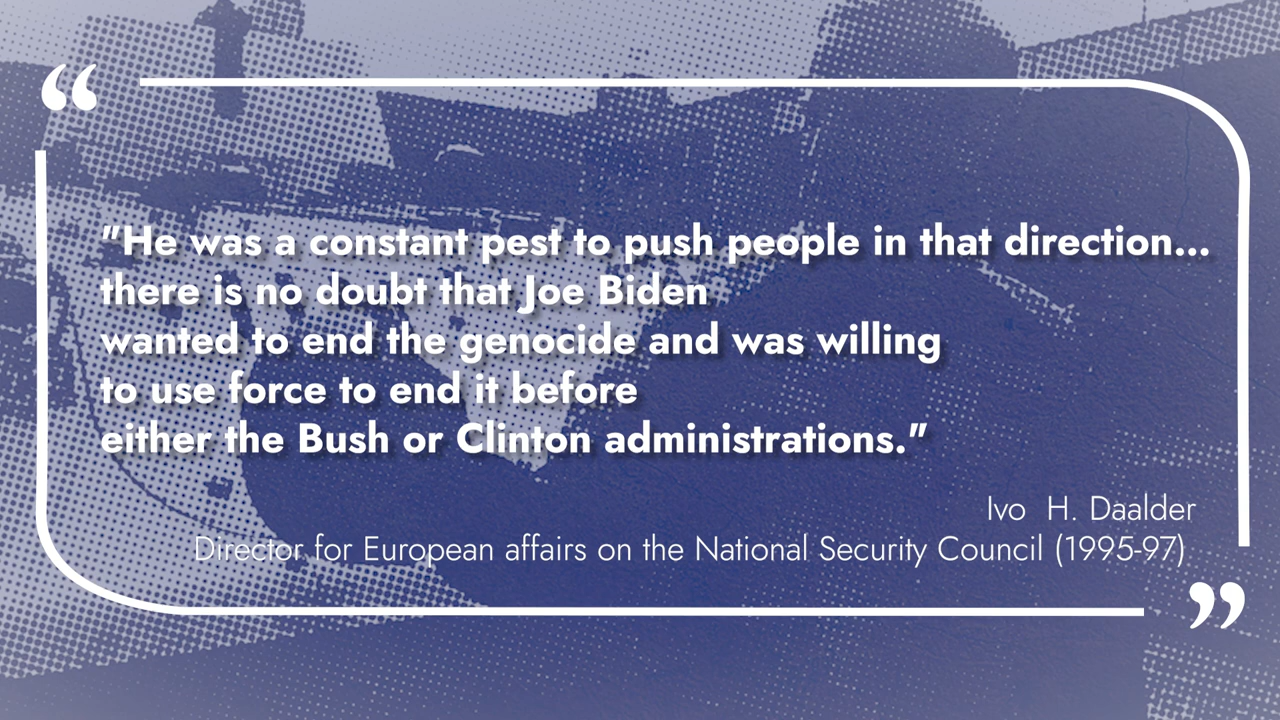 “
"He was a constant pest to push people in that direction...
there is no doubt that Joe Biden
wanted to end the genocide and was willing
to use force to end it before
either the Bush or Clinton administrations."
Ivo  H. Daalder
Director for European affairs on the National Security Council (1995-97)
”